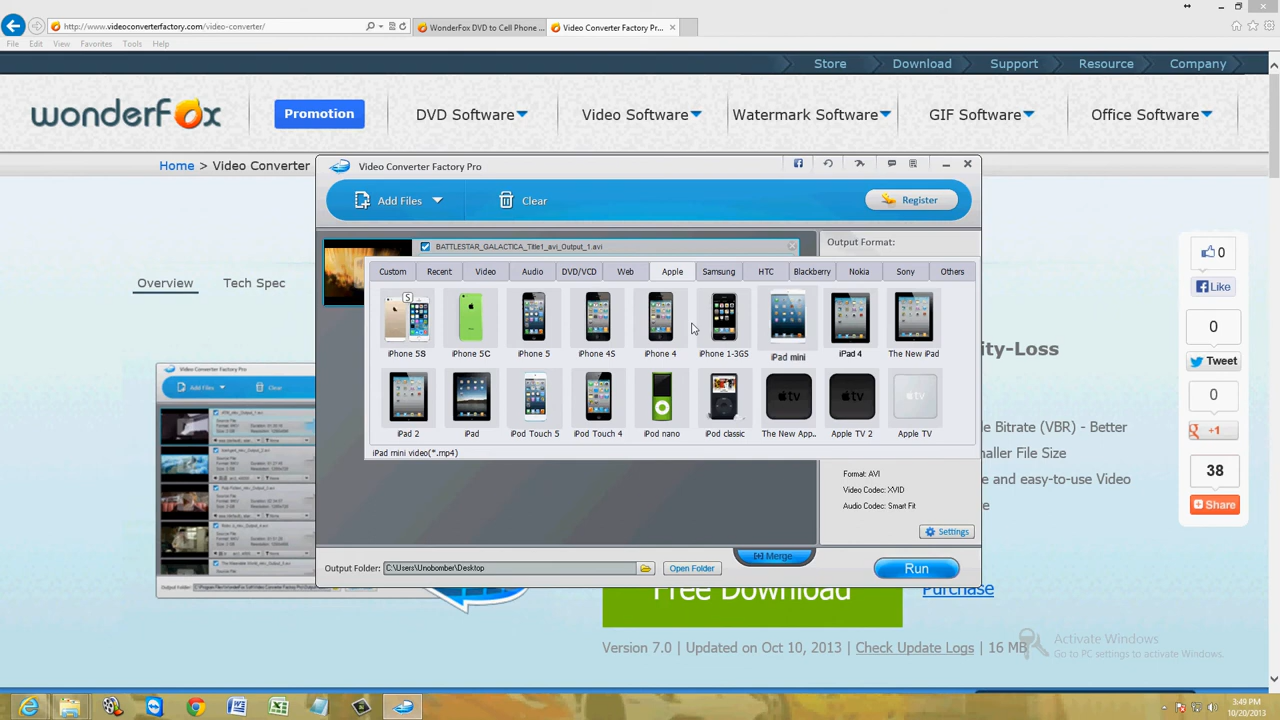 http://www.videoconverterfactory.com/video-converter/
WonderFox DVD to Cell Phone ...
Video Converter Factory Pr...
File Edit View Favorites Tools Help
Store Download Support Resource Company
wonderfox
Promotion
DVD Software
Video Software
Watermark Software
GIF Software
Office Software
Home > Video Converter
Video Converter Factory Pro
Add Files
Clear
Register
BATTLESTAR_GALACTICA_Title1_avi_Output_1.avi
Output Format:
Custom Recent Video Audio DVD/VCD Web Apple Samsung HTC Blackberry Nokia Sony Others
iPhone 5S iPhone 5C iPhone 5 iPhone 4S iPhone 4 iPhone 1-3GS iPad mini iPad 4 The New iPad
iPad 2 iPad iPod Touch 5 iPod Touch 4 iPod nano iPod classic The New App.. Apple TV 2 Apple TV
iPad mini video(*.mp4)
Format: AVI
Video Codec: XVID
Audio Codec: Smart Fit
Settings
Merge
Output Folder: C:\Users\Unobomber\Desktop
Open Folder
Run
Overview Tech Spec
Video Converter Factory Pro
Add Files Clear
ity-Loss
e Bitrate (VBR) - Better
maller File Size
e and easy-to-use Video
e
0
Like
0
Tweet
0
+1
38
Share
Free Download
Purchase
Version 7.0 | Updated on Oct 10, 2013 | Check Update Logs | 16 MB
Activate Windows
Go to PC settings to activate Windows.
3:49 PM
10/20/2013